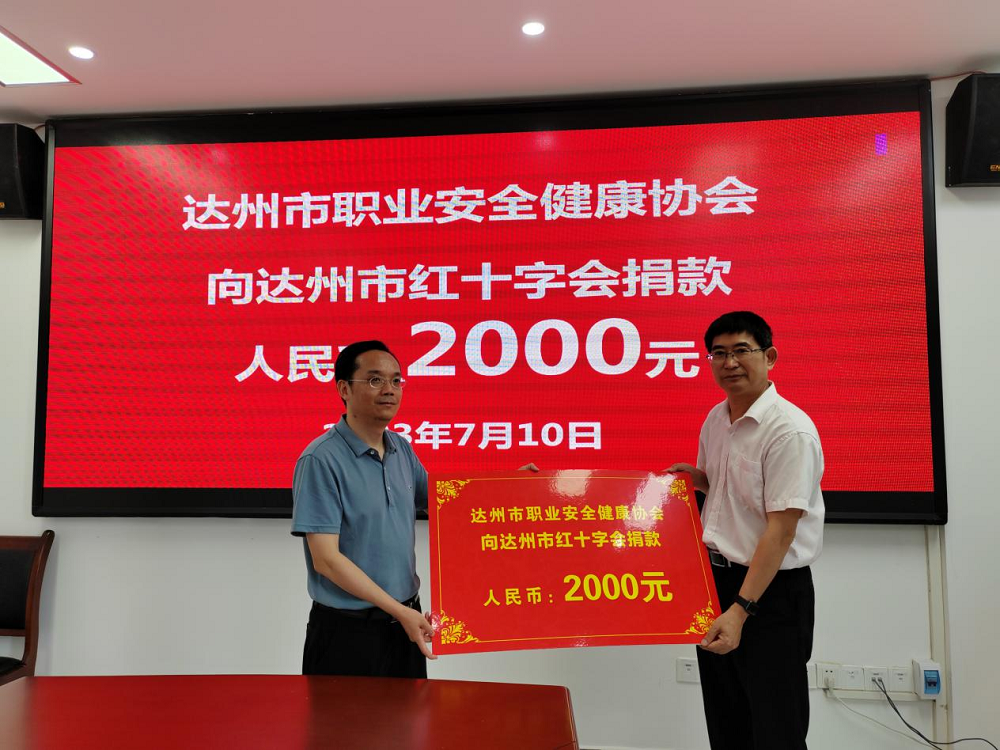 达州市职业安全健康协会
向达州市红十字会捐款
人民 2000元
3年7月10日
达州市职业安全健康协会
向达州市红十字会捐款
人民币：2000元